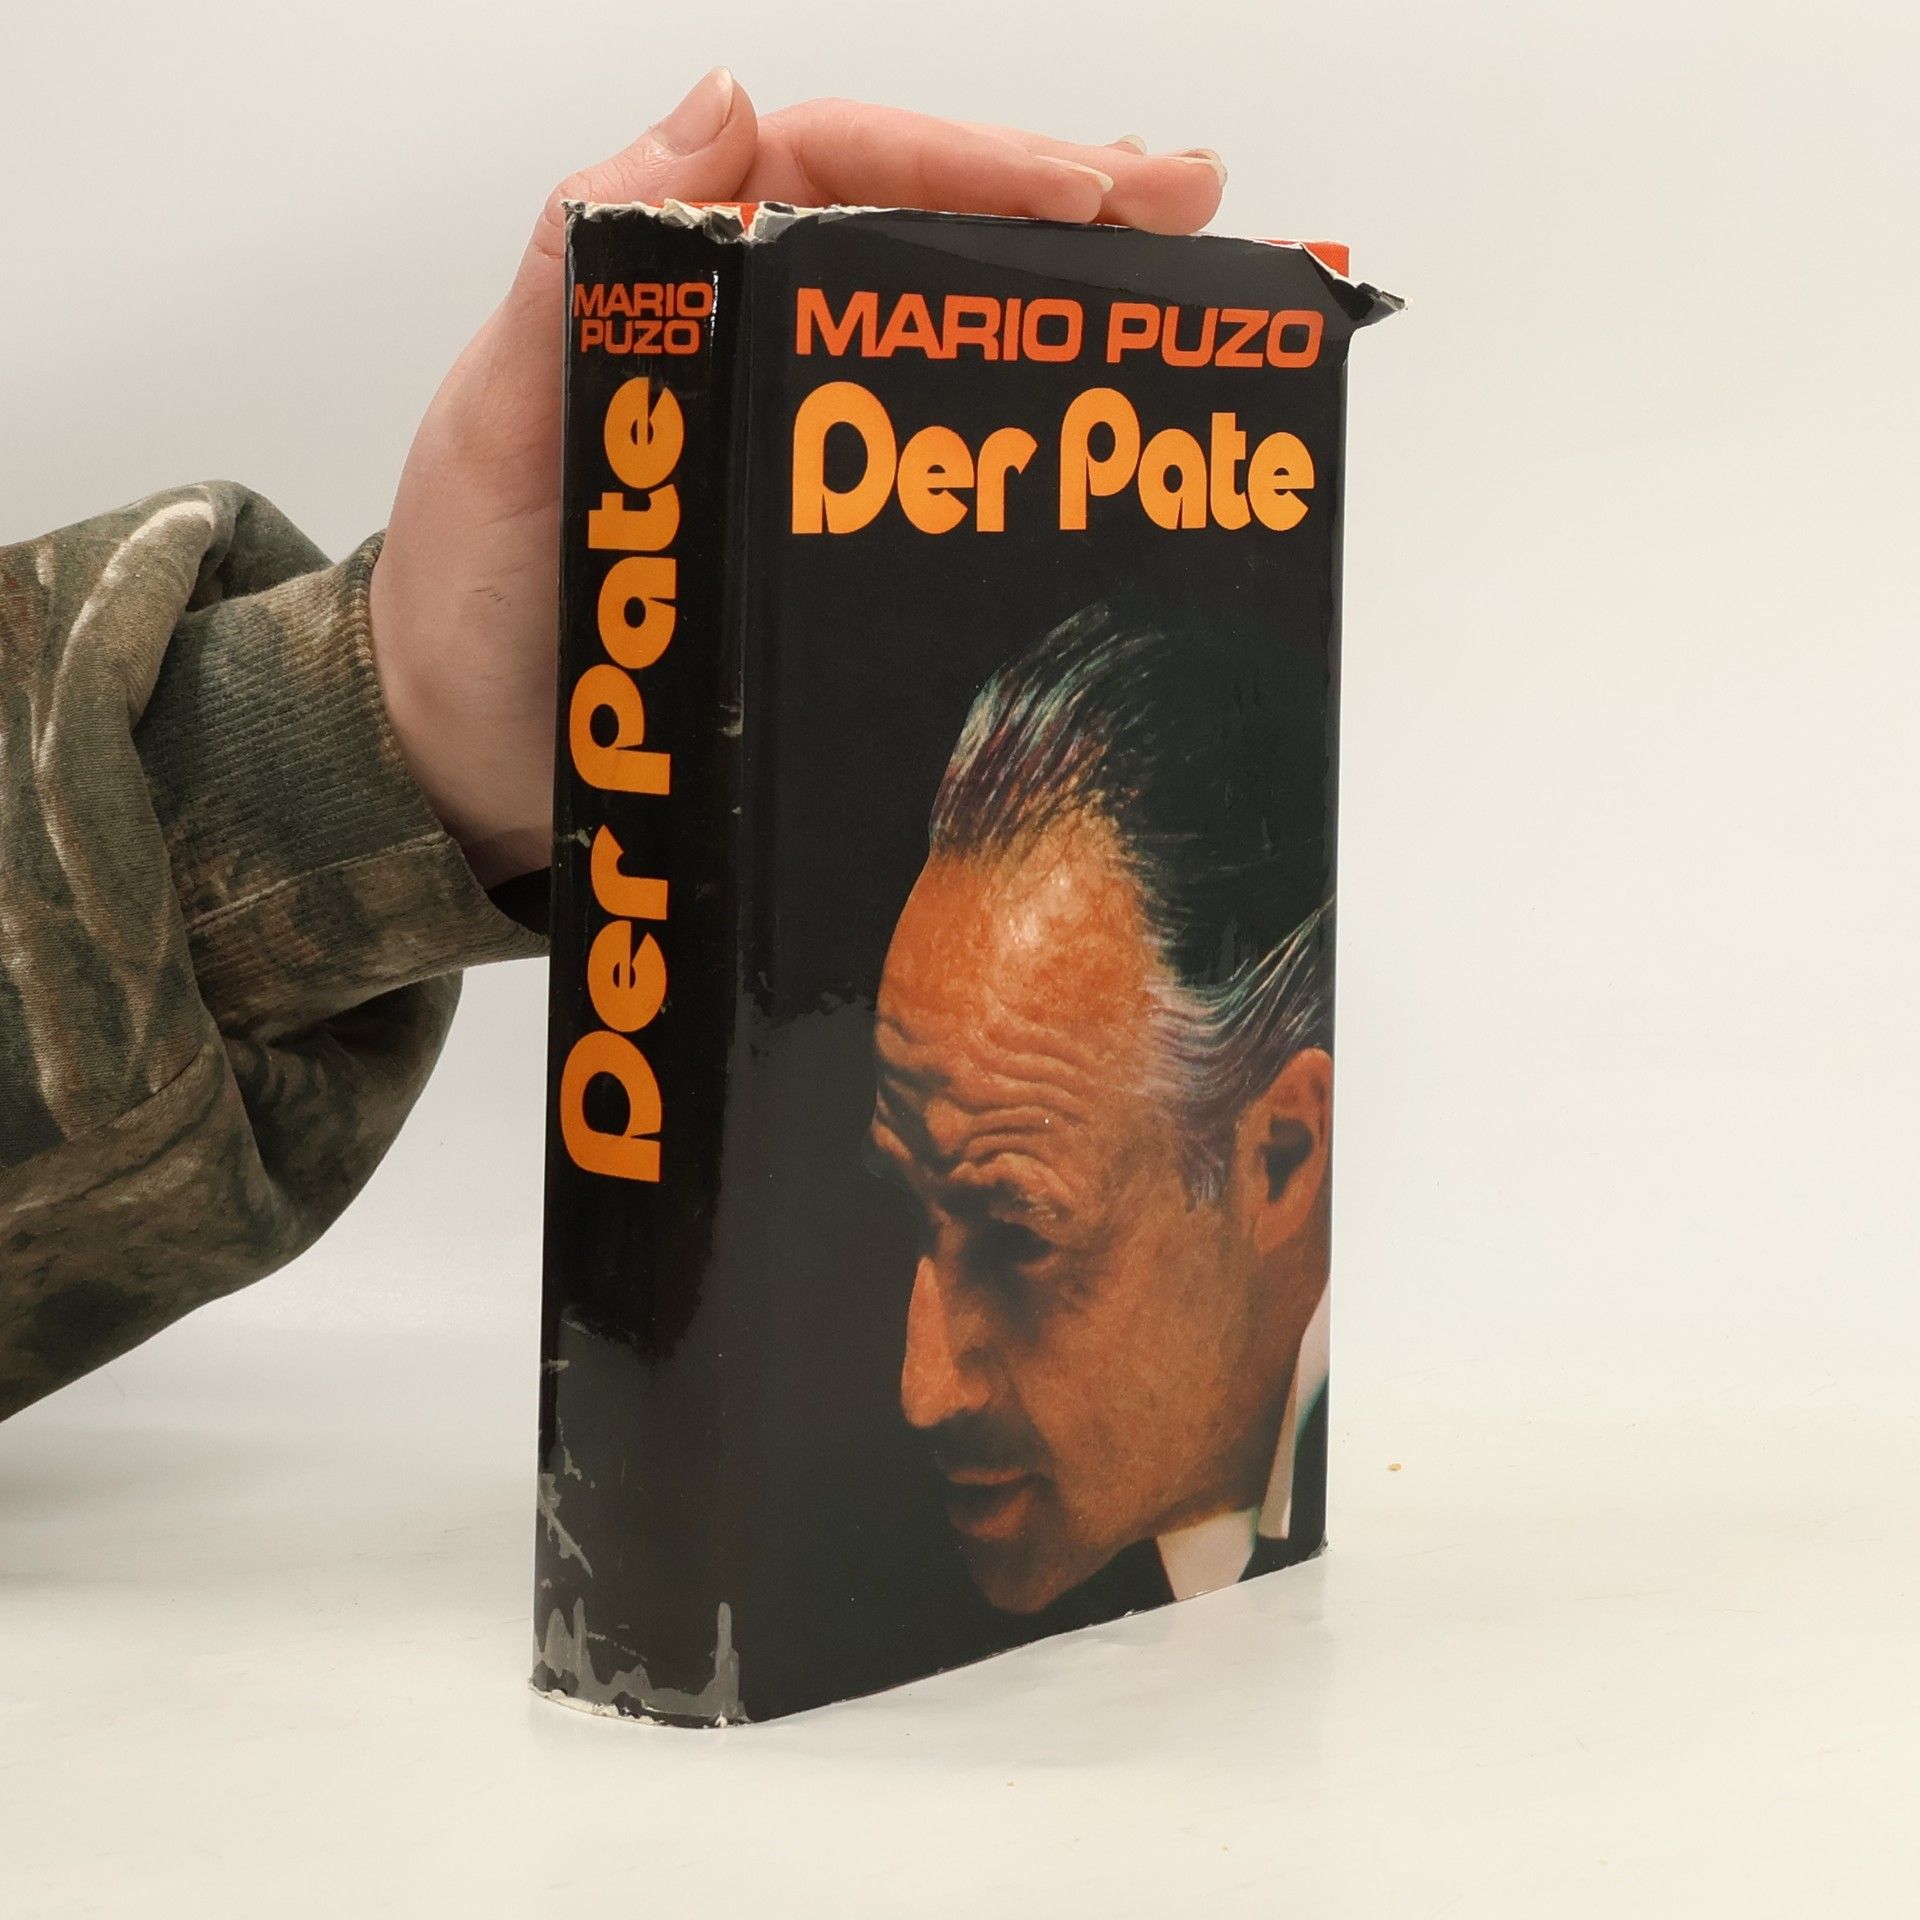 MARIO
PUZO
Der Pate
MARIO PUZO
Der Pate